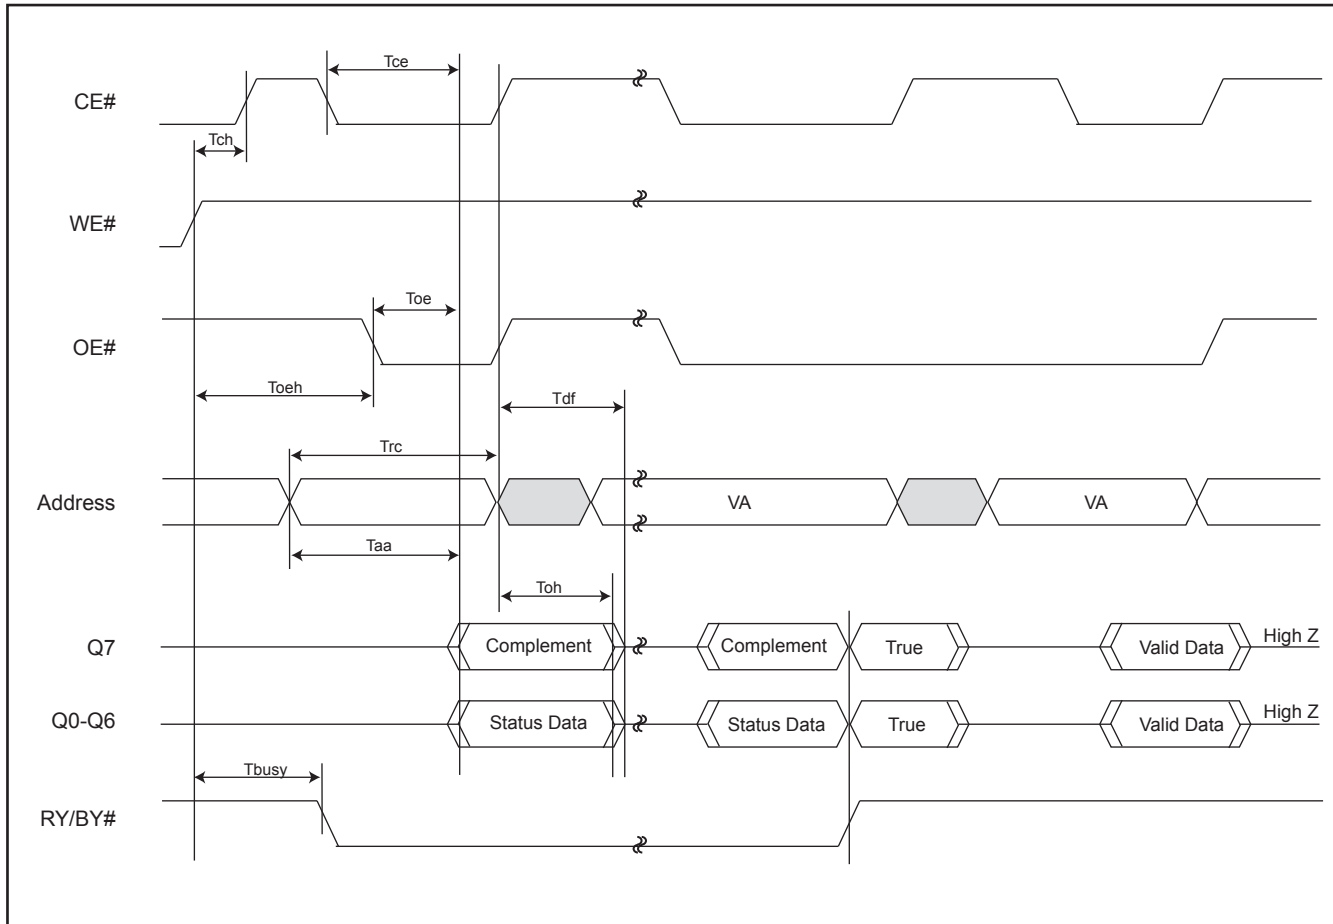 Tce
CE#
Tch
WE#
Toe
OE#
Toeh
Tdf
Trc
Address
VA
VA
Taa
Toh
Q7
Complement
Complement
True
Valid Data
High Z
Q0-Q6
Status Data
Status Data
True
Valid Data
High Z
Tbusy
RY/BY#